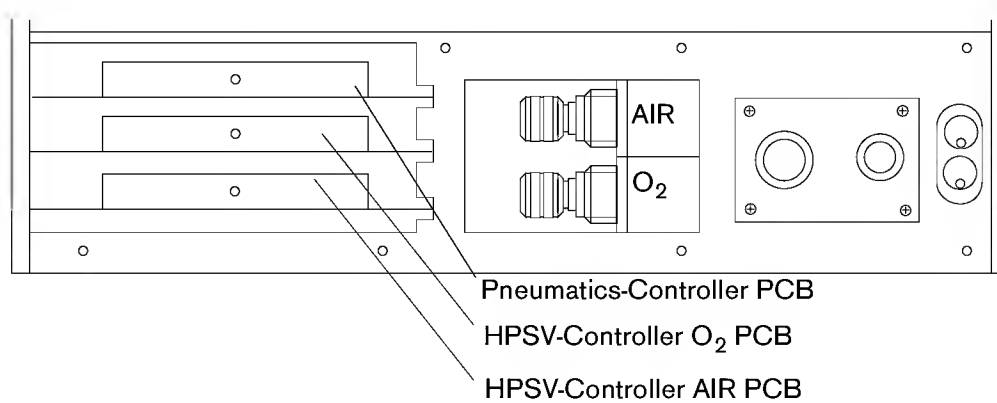 AIR
O₂
Pneumatics-Controller PCB
HPSV-Controller O₂ PCB
HPSV-Controller AIR PCB